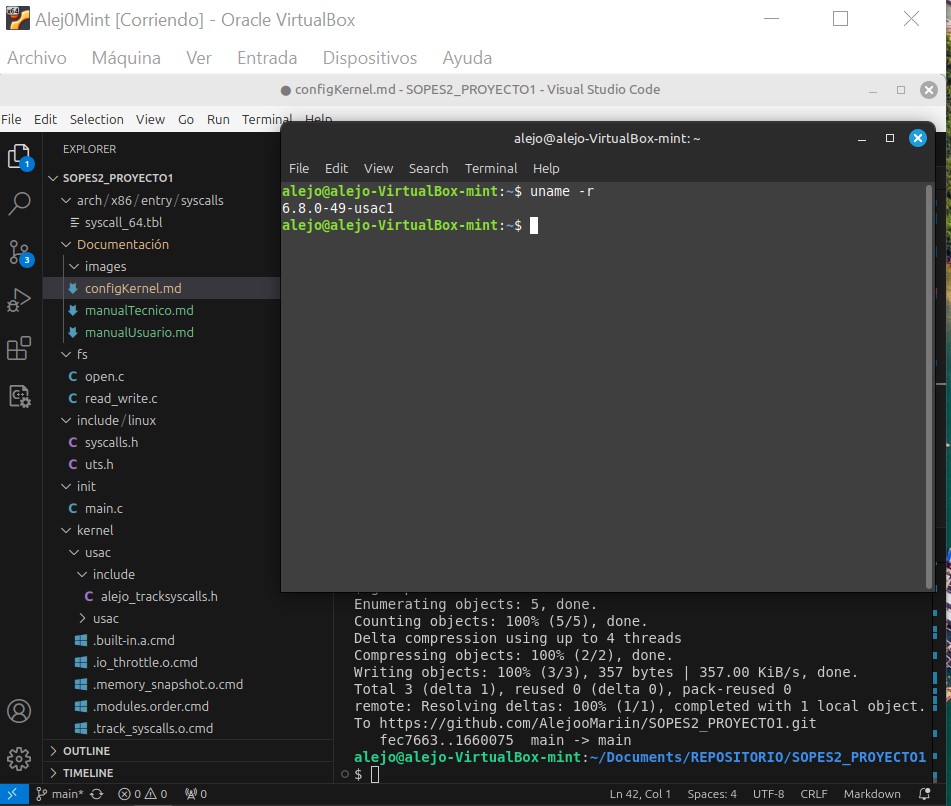 Alej0Mint [Corriendo] - Oracle VirtualBox
Archivo Máquina Ver Entrada Dispositivos Ayuda
● configKernel.md - SOPES2_PROYECTO1 - Visual Studio Code
File Edit Selection View Go Run Terminal Help
alejo@alejo-VirtualBox-mint: ~
File Edit View Search Terminal Help
alejo@alejo-VirtualBox-mint:~$ uname -r
6.8.0-49-usac1
alejo@alejo-VirtualBox-mint:~$
1
3
EXPLORER
SOPES2_PROYECTO1
arch/x86/entry/syscalls
syscall_64.tbl
Documentación
images
configKernel.md
manualTecnico.md
manualUsuario.md
fs
C open.c
C read_write.c
include/linux
C syscalls.h
C uts.h
init
C main.c
kernel
usac
include
C alejo_tracksyscalls.h
usac
.built-in.a.cmd
.io_throttle.o.cmd
.memory_snapshot.o.cmd
.modules.order.cmd
.track_syscalls.o.cmd
OUTLINE
TIMELINE
Enumerating objects: 5, done.
Counting objects: 100% (5/5), done.
Delta compression using up to 4 threads
Compressing objects: 100% (2/2), done.
Writing objects: 100% (3/3), 357 bytes | 357.00 KiB/s, done.
Total 3 (delta 1), reused 0 (delta 0), pack-reused 0
remote: Resolving deltas: 100% (1/1), completed with 1 local object.
To https://github.com/AlejooMariin/SOPES2_PROYECTO1.git
fec7663..1660075 main -> main
alejo@alejo-VirtualBox-mint:~/Documents/REPOSITORIO/SOPES2_PROYECTO1
$
main* 0 0 0 Ln 42, Col 1 Spaces: 4 UTF-8 CRLF Markdown